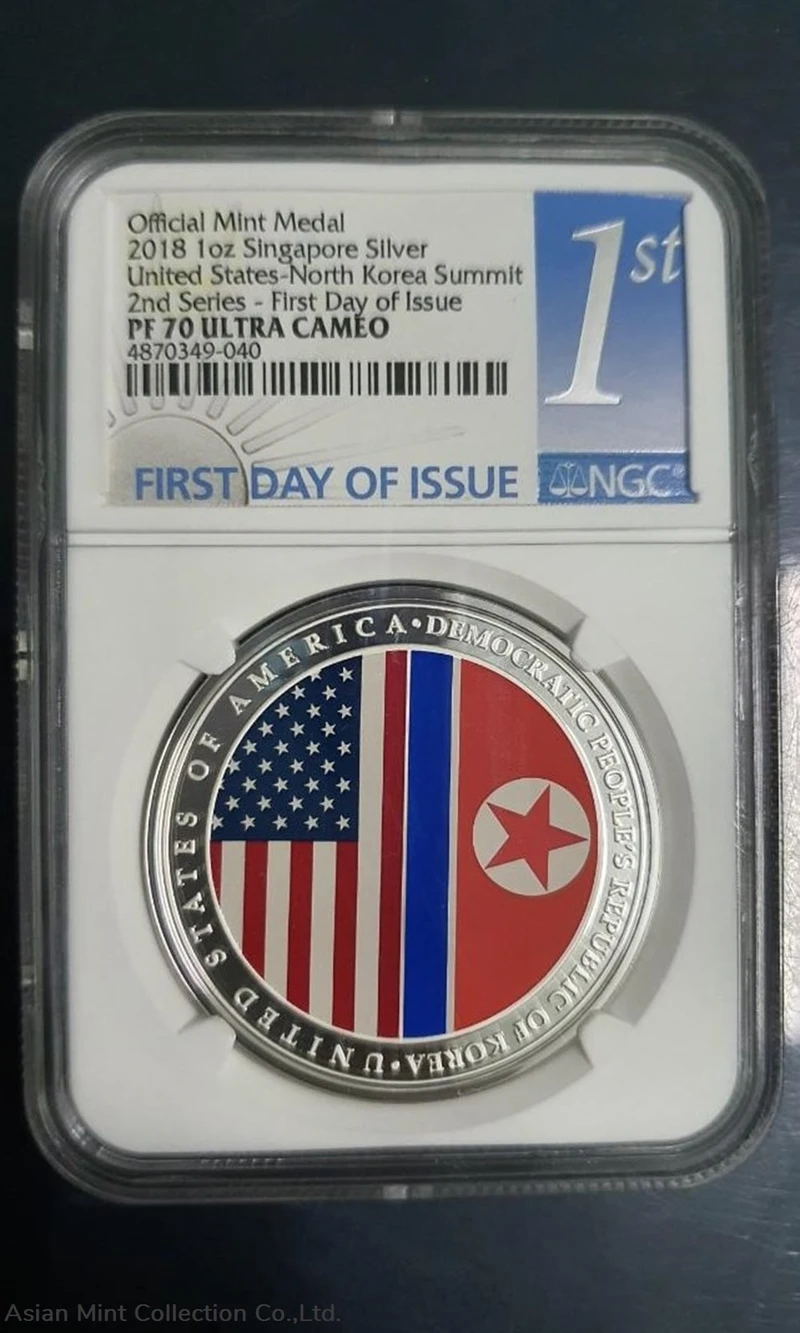 Official Mint Medal
2018 1oz Singapore Silver
United States-North Korea Summit
2nd Series - First Day of Issue
PF 70 ULTRA CAMEO
4870349-040
1st
FIRST DAY OF ISSUE
NGC
UNITED STATES OF AMERICA • DEMOCRATIC PEOPLE'S REPUBLIC OF KOREA •
Asian Mint Collection Co.,Ltd.